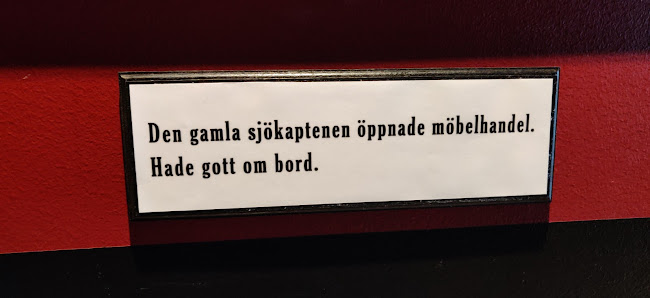 Den gamla sjökaptenen öppnade möbelhandel.
Hade gott om bord.